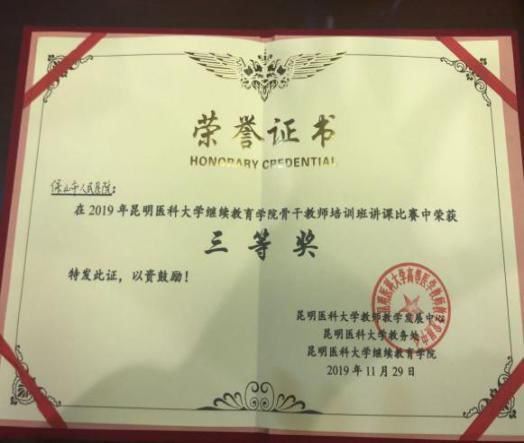 荣誉证书
HONORARY CREDENTIAL
保山市人民医院：
在2019年昆明医科大学继续教育学院骨干教师培训班讲课比赛中荣获
三等奖
特发此证，以资鼓励！
昆明医科大学教师教学发展中心
昆明医科大学教务处
昆明医科大学继续教育学院
2019年11月29日